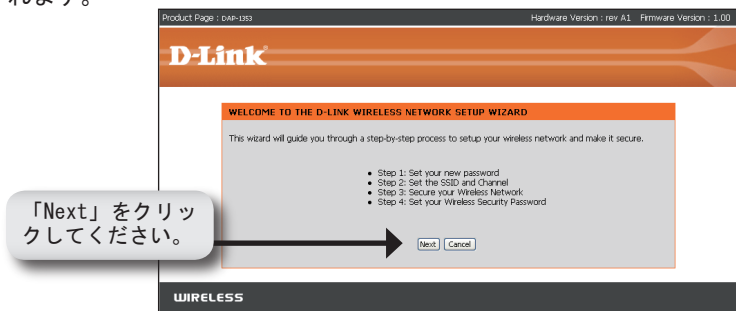 れます。
Product Page : DAP-1353 Hardware Version : rev A1 Firmware Version : 1.00
D-Link
WELCOME TO THE D-LINK WIRELESS NETWORK SETUP WIZARD
This wizard will guide you through a step-by-step process to setup your wireless network and make it secure.
• Step 1: Set your new password
• Step 2: Set the SSID and Channel
• Step 3: Secure your Wireless Network
• Step 4: Set your Wireless Security Password
「Next」をクリッ
クしてください。
Next Cancel
WIRELESS